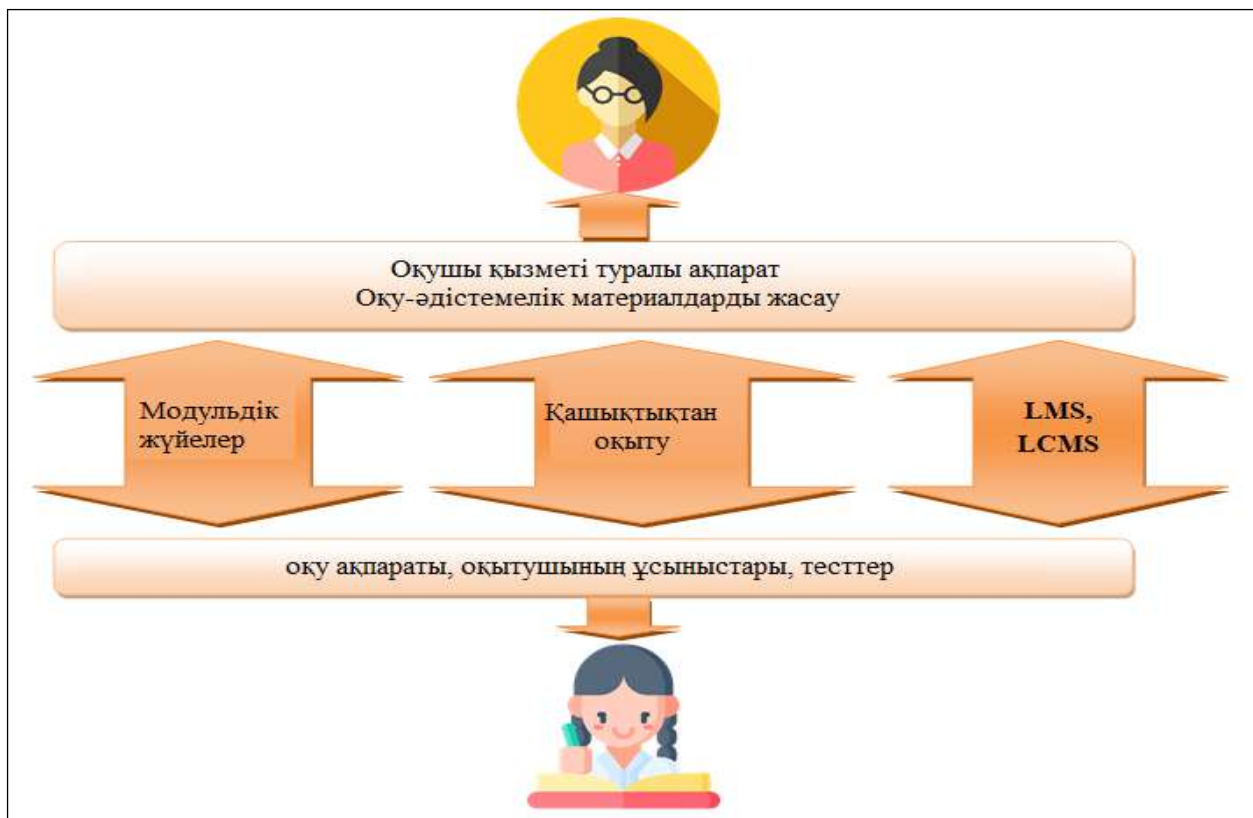 Оқушы қызметі туралы ақпарат
Оқу-әдістемелік материалдарды жасау
Модульдік
жүйелер
Қашықтықтан
оқыту
LMS,
LCMS
оқу ақпараты, оқытушының ұсыныстары, тесттер